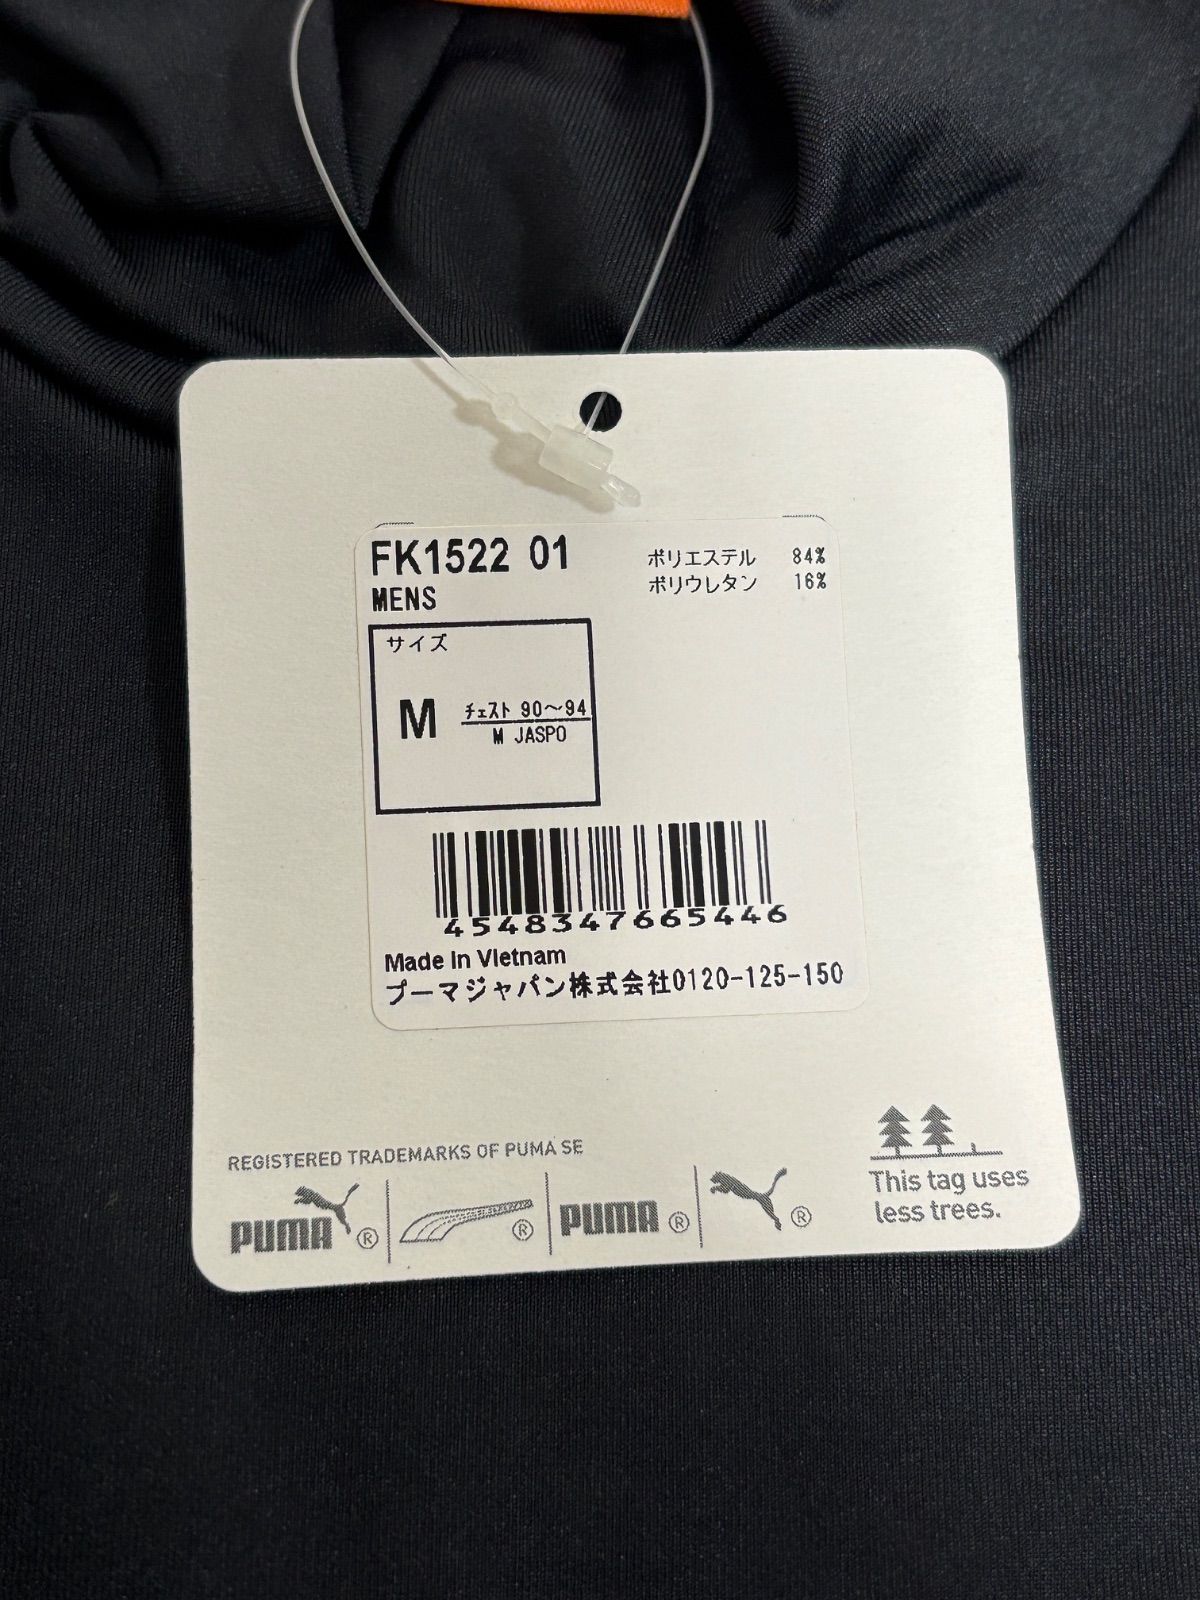 FK1522 01
MENS
ポリエステル 84%
ポリウレタン 16%
サイズ
M
チェスト 90～94
M JASPO
4548347665446
Made In Vietnam
プーマジャパン株式会社0120-125-150
REGISTERED TRADEMARKS OF PUMA SE
PUMA ® ® PUMA ® ®
This tag uses
less trees.